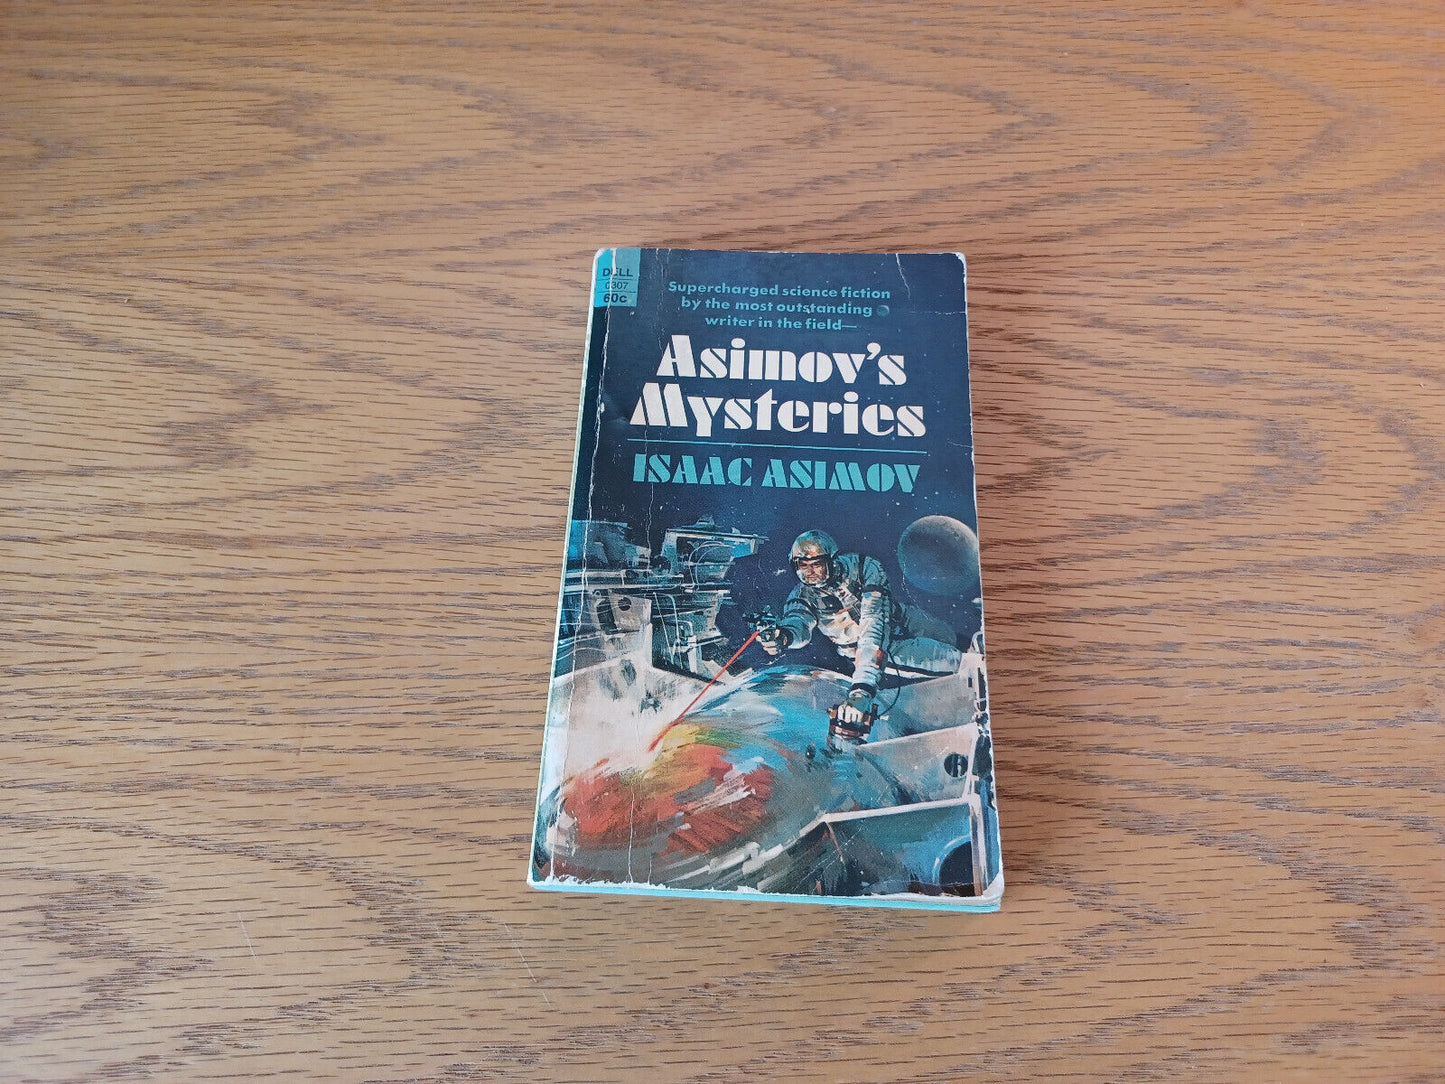 DELL
0307
60c
Supercharged science fiction
by the most outstanding
writer in the field—
Asimov's
Mysteries
ISAAC ASIMOV